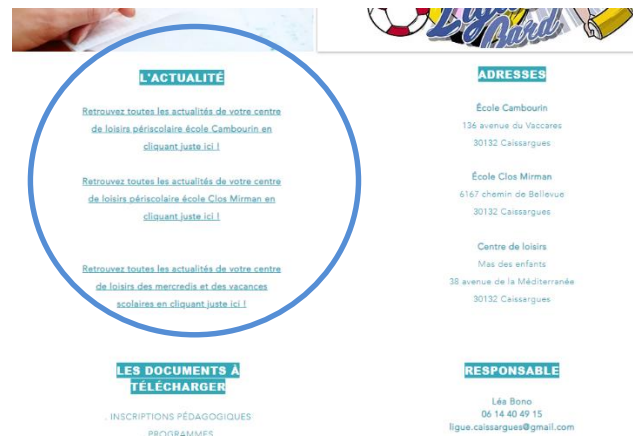 Ligue
Gard
L'ACTUALITÉ
Retrouvez toutes les actualités de votre centre
de loisirs périscolaire école Cambourin en
cliquant juste ici !
Retrouvez toutes les actualités de votre centre
de loisirs périscolaire école Clos Mirman en
cliquant juste ici !
Retrouvez toutes les actualités de votre centre
de loisirs des mercredis et des vacances
scolaires en cliquant juste ici !
LES DOCUMENTS À
TÉLÉCHARGER
. INSCRIPTIONS PÉDAGOGIQUES
PROGRAMMES
ADRESSES
École Cambourin
136 avenue du Vaccares
30132 Caissargues
École Clos Mirman
6167 chemin de Bellevue
30132 Caissargues
Centre de loisirs
Mas des enfants
38 avenue de la Méditerranée
30132 Caissargues
RESPONSABLE
Léa Bono
06 14 40 49 15
ligue.caissargues@gmail.com